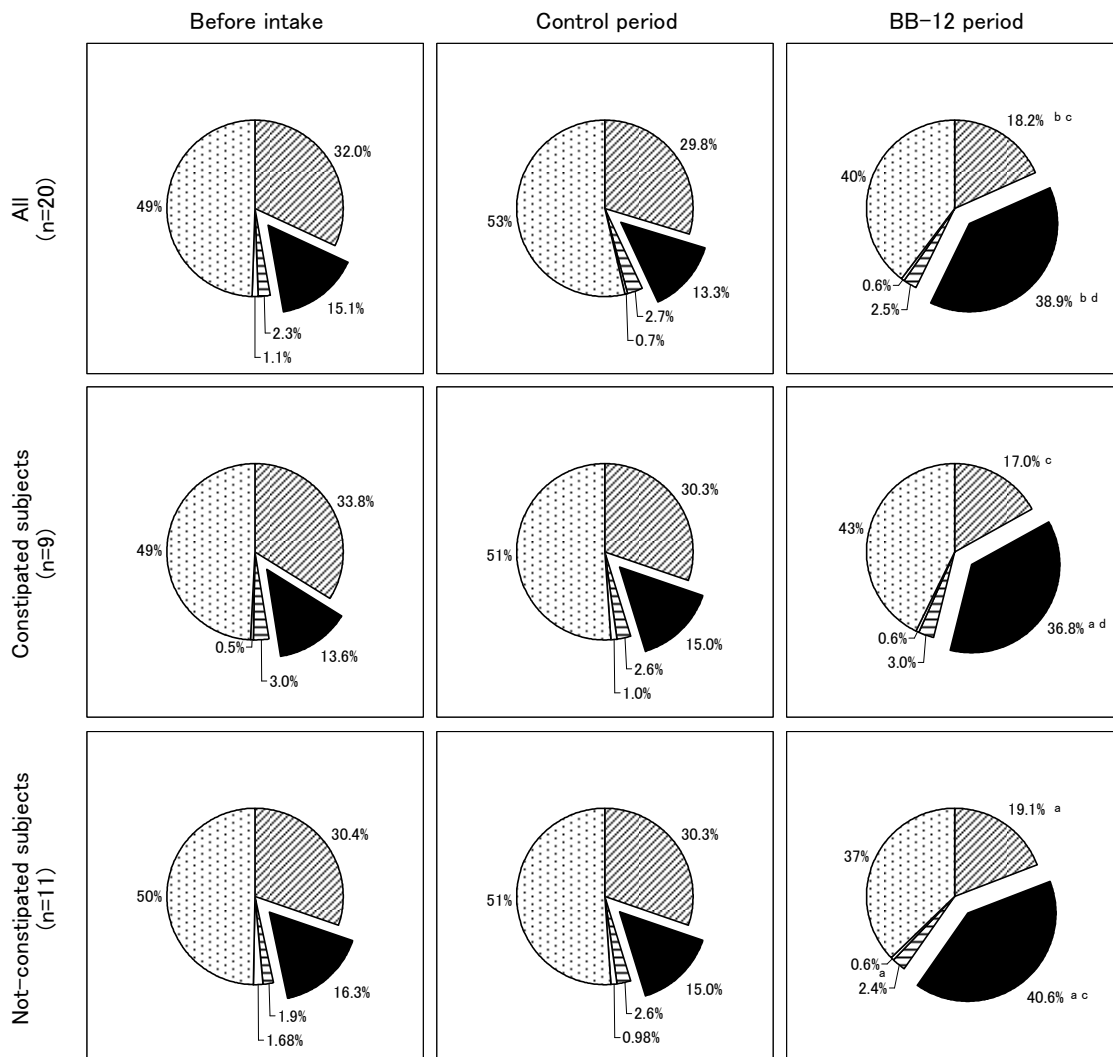 Before intake
Control period
BB-12 period
All
(n=20)
32.0%
49%
15.1%
2.3%
1.1%
29.8%
53%
13.3%
2.7%
0.7%
18.2% b c
40%
0.6%
2.5%
38.9% b d
Constipated subjects
(n=9)
33.8%
49%
0.5%
13.6%
3.0%
30.3%
51%
15.0%
2.6%
1.0%
17.0% c
43%
0.6%
3.0%
36.8% a d
Not-constipated subjects
(n=11)
30.4%
50%
16.3%
1.9%
1.68%
30.3%
51%
15.0%
2.6%
0.98%
19.1% a
37%
0.6%
a
2.4%
40.6% a c